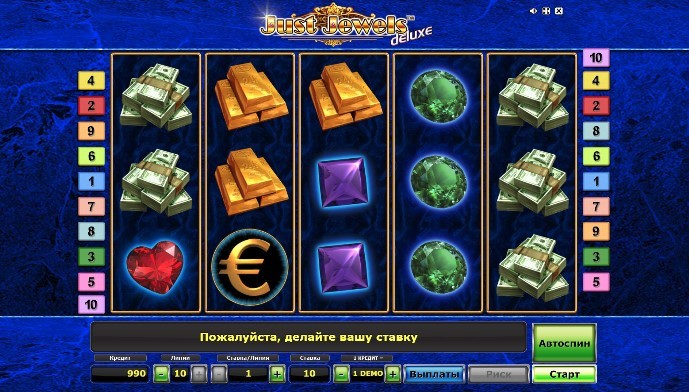 Just Jewels™
deluxe
10
4 4
2 2
9 8
6 6
1 1
7 7
8 9
3 3
5 5
10
Пожалуйста, делайте вашу ставку
Автоспин
Кредит Линии Ставка/Линия Ставка 1 КРЕДИТ =
990 - 10 + - 1 + 10 - 1 DEMO + Выплаты Риск Старт